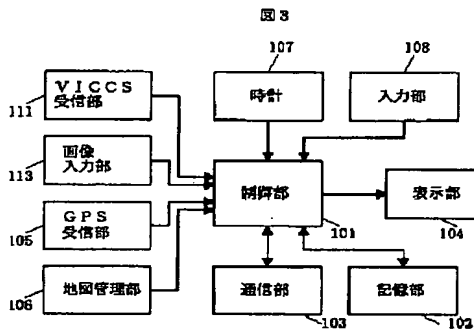 図3
107
108
VICCS
受信部
時計
入力部
111
画像
入力部
113
制御部
表示部
GPS
受信部
101
104
105
地図管理部
通信部
記憶部
106
103
102